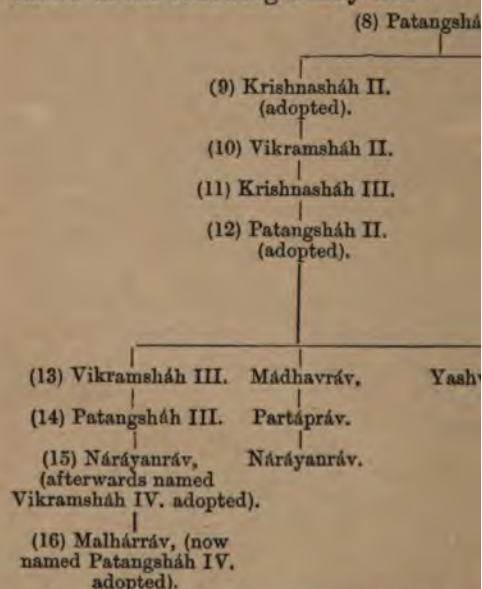 (8) Patangshá
(9) Krishnasháh II.
(adopted).
(10) Vikramsháh II.
(11) Krishnasháh III.
(12) Patangsháh II.
(adopted).
(13) Vikramsháh III. Mádhavráv. Yashv
(14) Patangsháh III. Partápráv.
(15) Náráyanráv, Náráyanráv.
(afterwards named
Vikramsháh IV. adopted).
(16) Malhárráv, (now
named Patangsháh IV.
adopted).